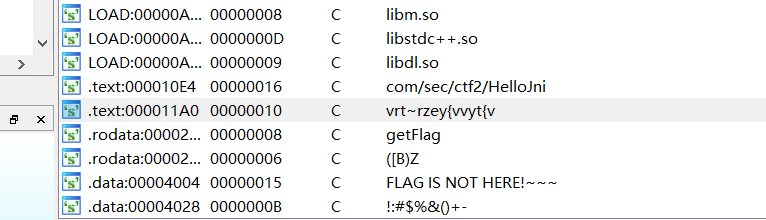 LOAD:00000A... 00000008 C libm.so
LOAD:00000A... 0000000D C libstdc++.so
LOAD:00000A... 00000009 C libdl.so
.text:000010E4 00000016 C com/sec/ctf2/HelloJni
.text:000011A0 00000010 C vrt~rzey{vvyt{v
.rodata:00002... 00000008 C getFlag
.rodata:00002... 00000006 C ([B)Z
.data:00004004 00000015 C FLAG IS NOT HERE!~~~
.data:00004028 0000000B C !:#$%&()+-